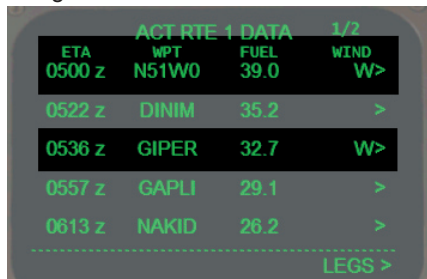 ACT RTE 1 DATA 1/2
ETA WPT FUEL WIND
0500 z N51W0 39.0 W>
0522 z DINIM 35.2 >
0536 z GIPER 32.7 W>
0557 z GAPLI 29.1 >
0613 z NAKID 26.2 >
LEGS >